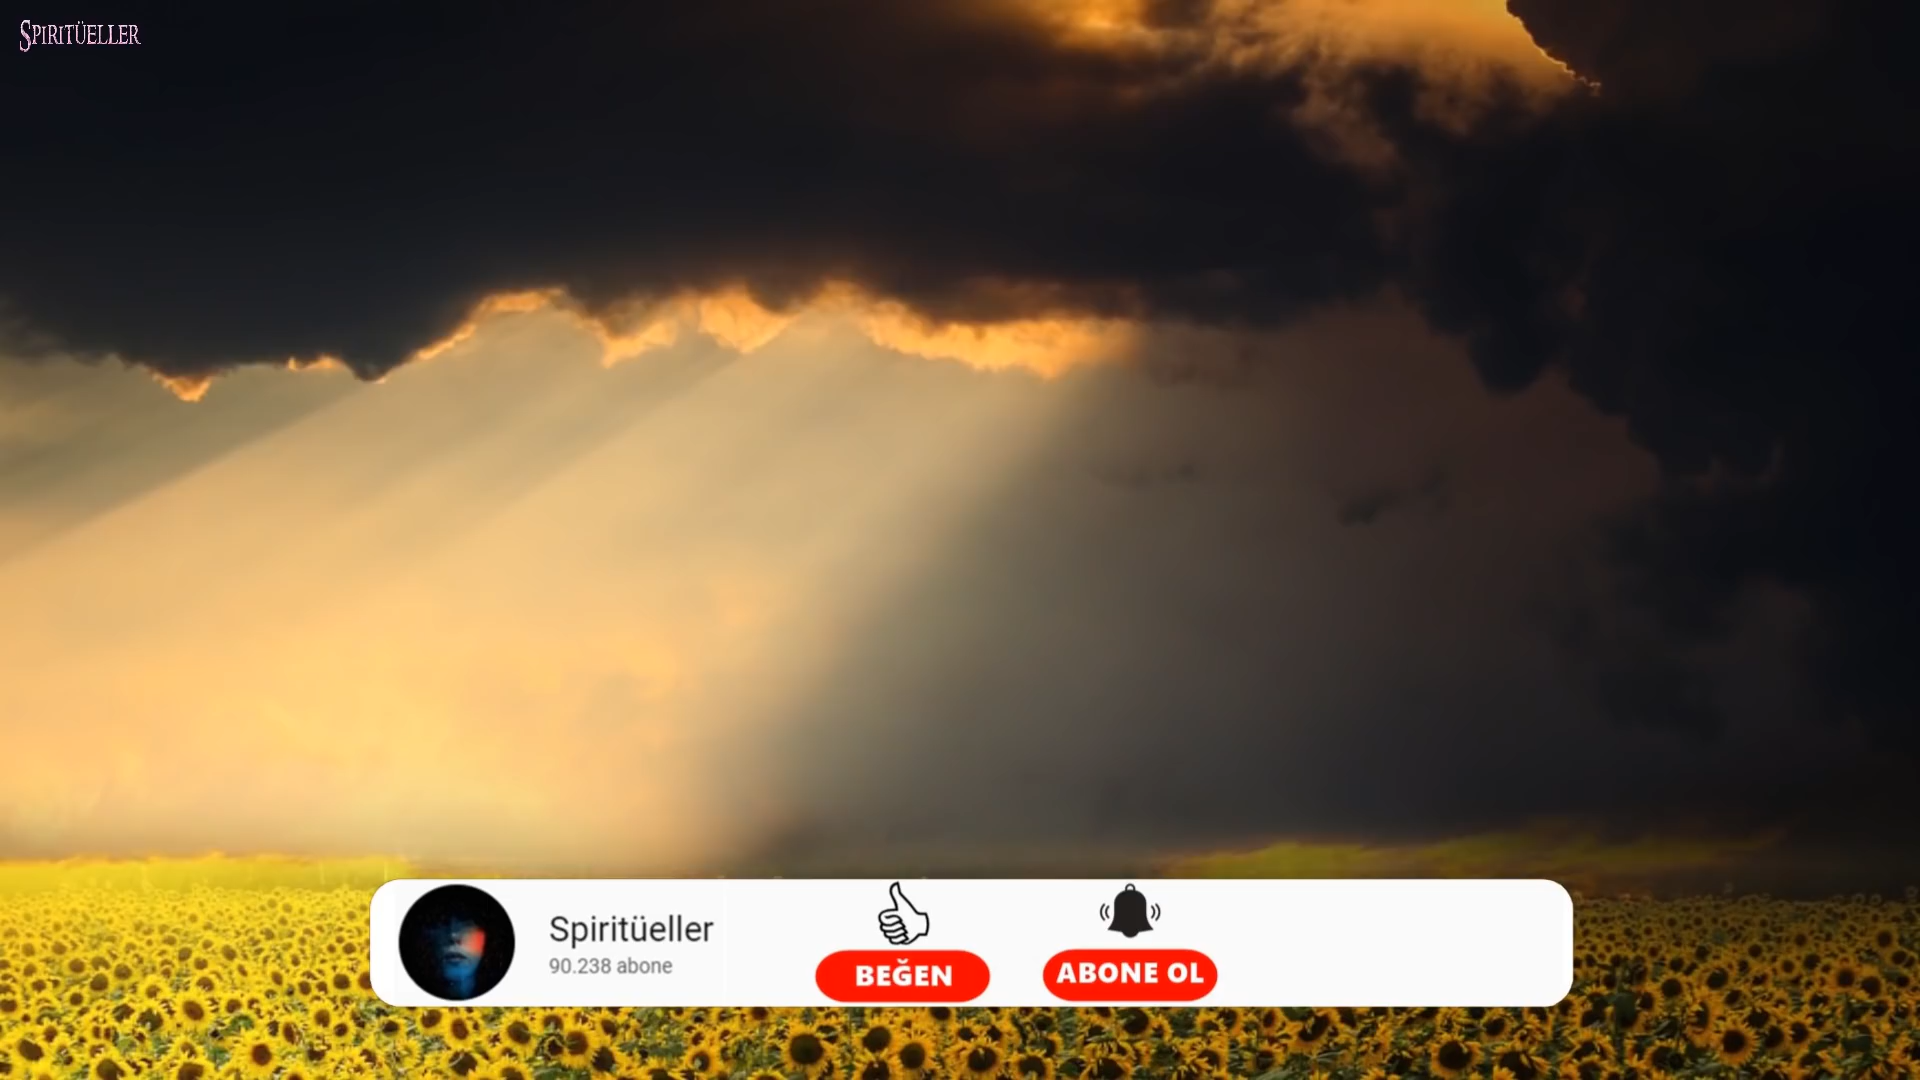 SPIRITÜELLER
Spiritüeller
90.238 abone
BEĞEN
ABONE OL